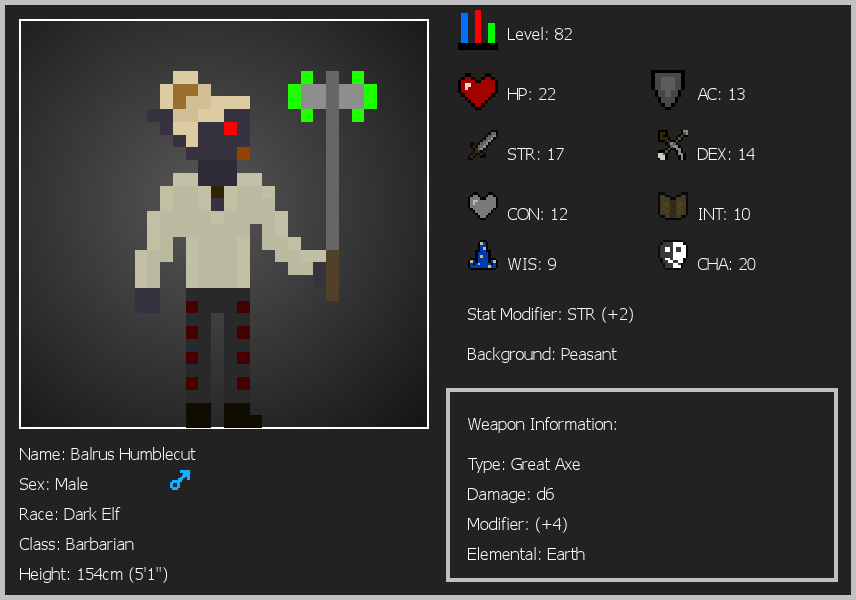 Level: 82
HP: 22
AC: 13
STR: 17
DEX: 14
CON: 12
INT: 10
WIS: 9
CHA: 20
Stat Modifier: STR (+2)
Background: Peasant
Weapon Information:
Type: Great Axe
Damage: d6
Modifier: (+4)
Elemental: Earth
Name: Balrus Humblecut
Sex: Male
Race: Dark Elf
Class: Barbarian
Height: 154cm (5'1")